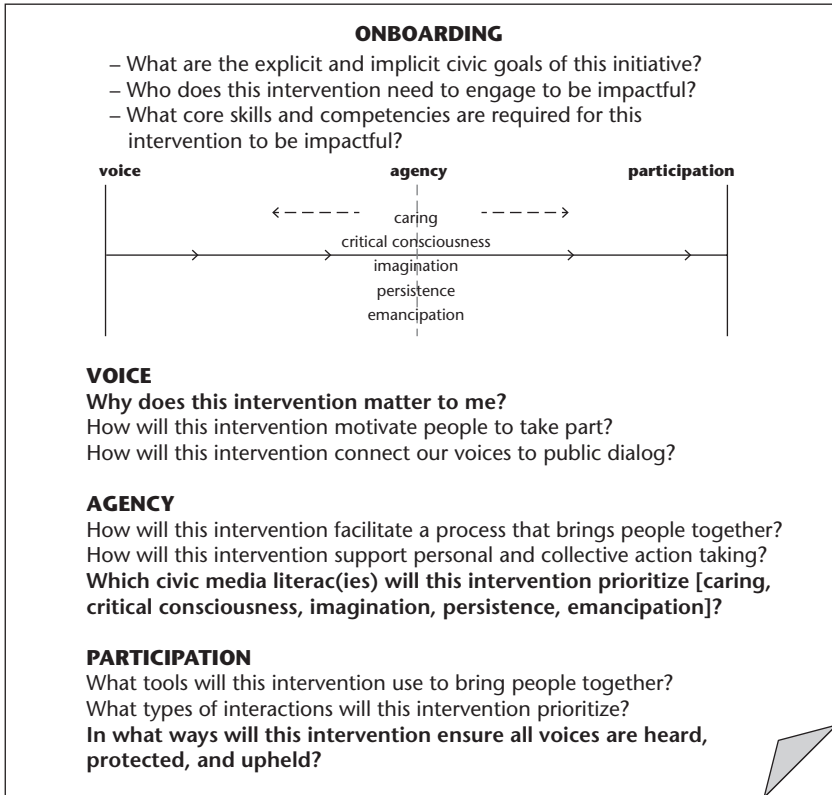 ONBOARDING
– What are the explicit and implicit civic goals of this initiative?
– Who does this intervention need to engage to be impactful?
– What core skills and competencies are required for this
intervention to be impactful?
voice agency participation
caring
critical consciousness
imagination
persistence
emancipation
VOICE
Why does this intervention matter to me?
How will this intervention motivate people to take part?
How will this intervention connect our voices to public dialog?
AGENCY
How will this intervention facilitate a process that brings people together?
How will this intervention support personal and collective action taking?
Which civic media literac(ies) will this intervention prioritize [caring,
critical consciousness, imagination, persistence, emancipation]?
PARTICIPATION
What tools will this intervention use to bring people together?
What types of interactions will this intervention prioritize?
In what ways will this intervention ensure all voices are heard,
protected, and upheld?